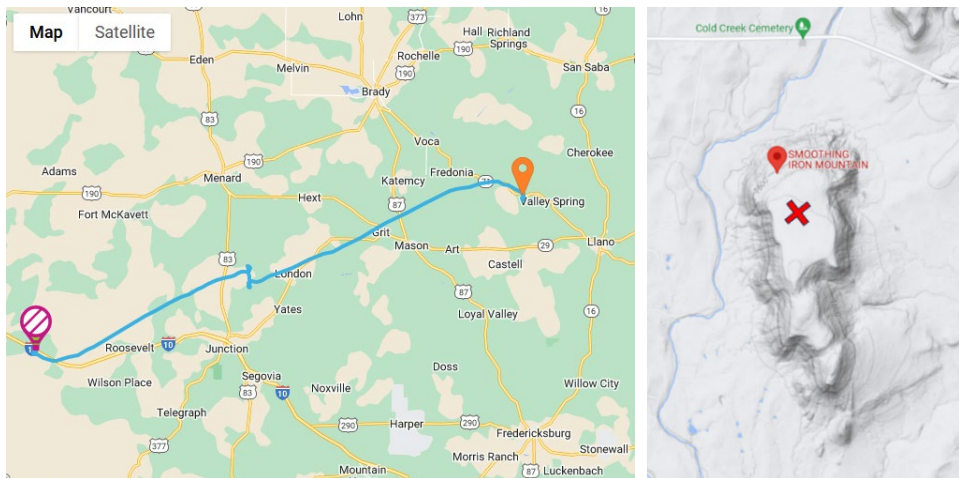 Vancourt
Lohn
377
16
Map Satellite
Hall Richland
Springs
190
Rochelle
Eden
Melvin
190
San Saba
Brady
83
16
Voca
Cherokee
190
Adams
Menard
Fredonia
71
Katemcy
190
Hext
87
Valley Spring
Fort McKavett
Grit
Mason
Art
29
Llano
83
London
Castell
87
16
Yates
Loyal Valley
10
Roosevelt
10
Junction
Doss
Wilson Place
Segovia
Willow City
83
10
Noxville
Telegraph
290
Harper
290
377
Fredericksburg
Stonewall
Morris Ranch
Mountain
87
Luckenbach
Cold Creek Cemetery
SMOOTHING
IRON MOUNTAIN